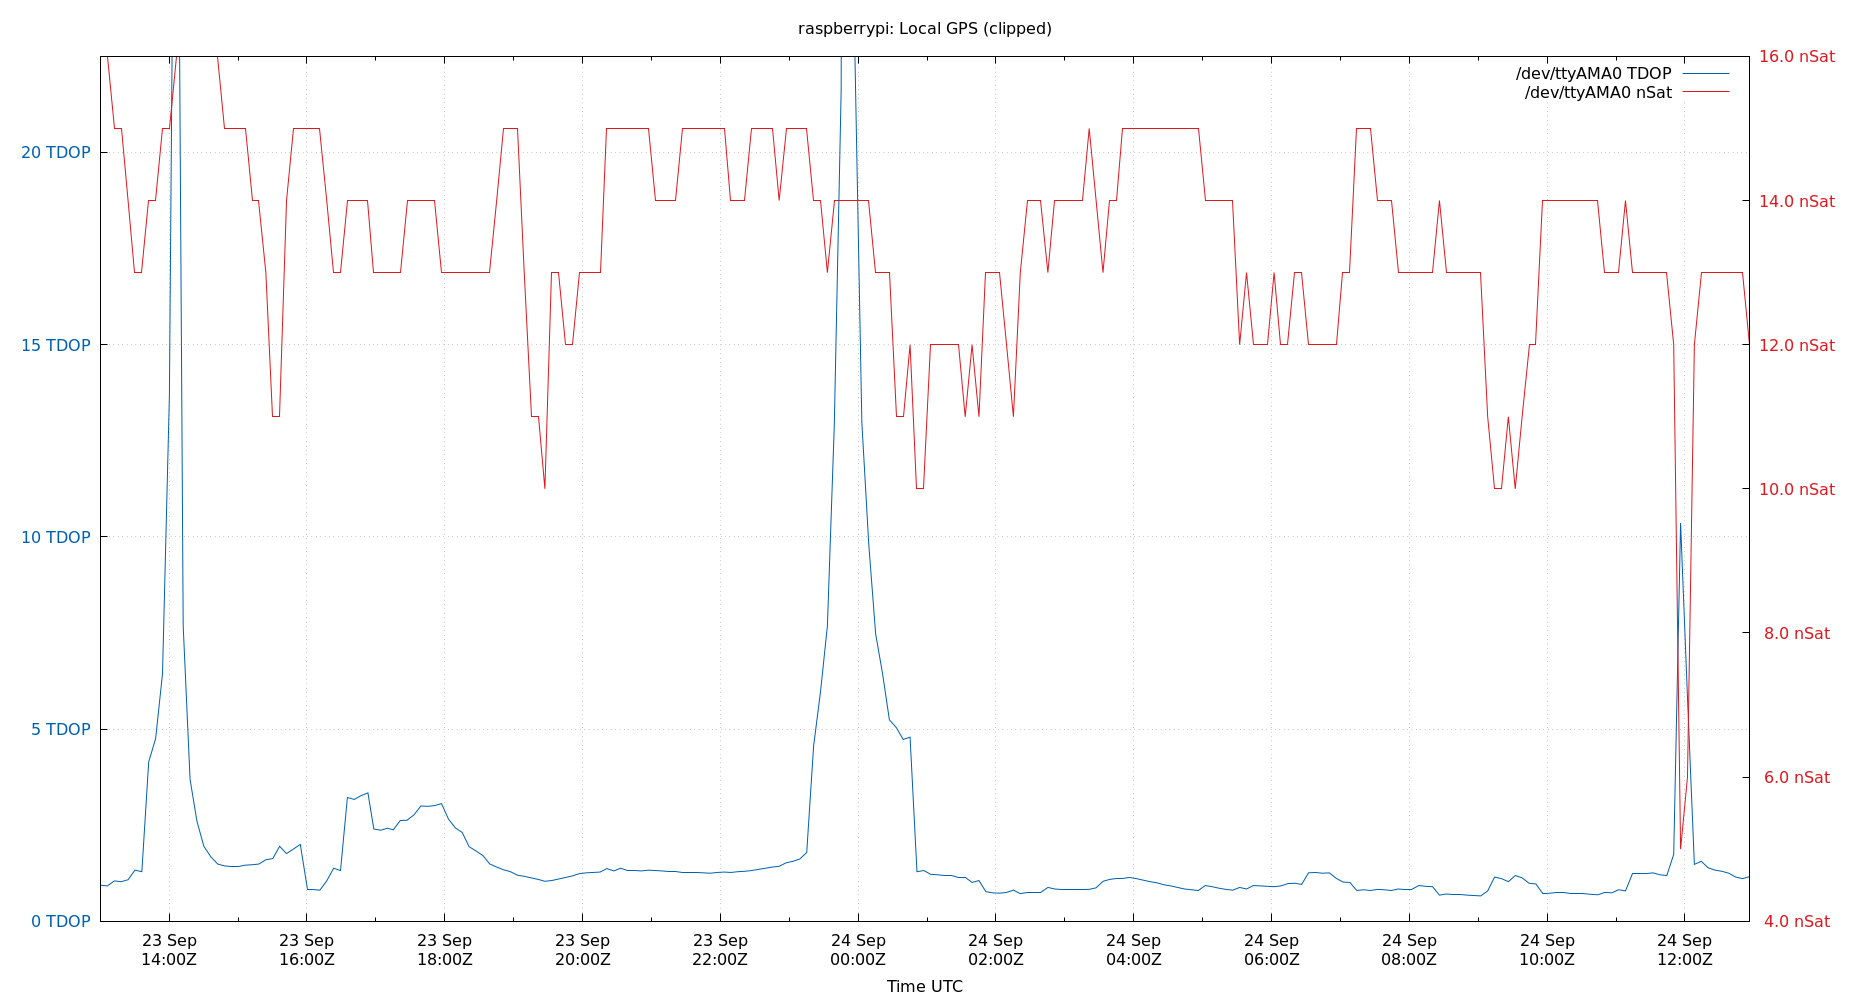 raspberrypi: Local GPS (clipped)
/dev/ttyAMA0 TDOP
/dev/ttyAMA0 nSat
20 TDOP
15 TDOP
10 TDOP
5 TDOP
0 TDOP
16.0 nSat
14.0 nSat
12.0 nSat
10.0 nSat
8.0 nSat
6.0 nSat
4.0 nSat
23 Sep
14:00Z
23 Sep
16:00Z
23 Sep
18:00Z
23 Sep
20:00Z
23 Sep
22:00Z
24 Sep
00:00Z
24 Sep
02:00Z
24 Sep
04:00Z
24 Sep
06:00Z
24 Sep
08:00Z
24 Sep
10:00Z
24 Sep
12:00Z
Time UTC